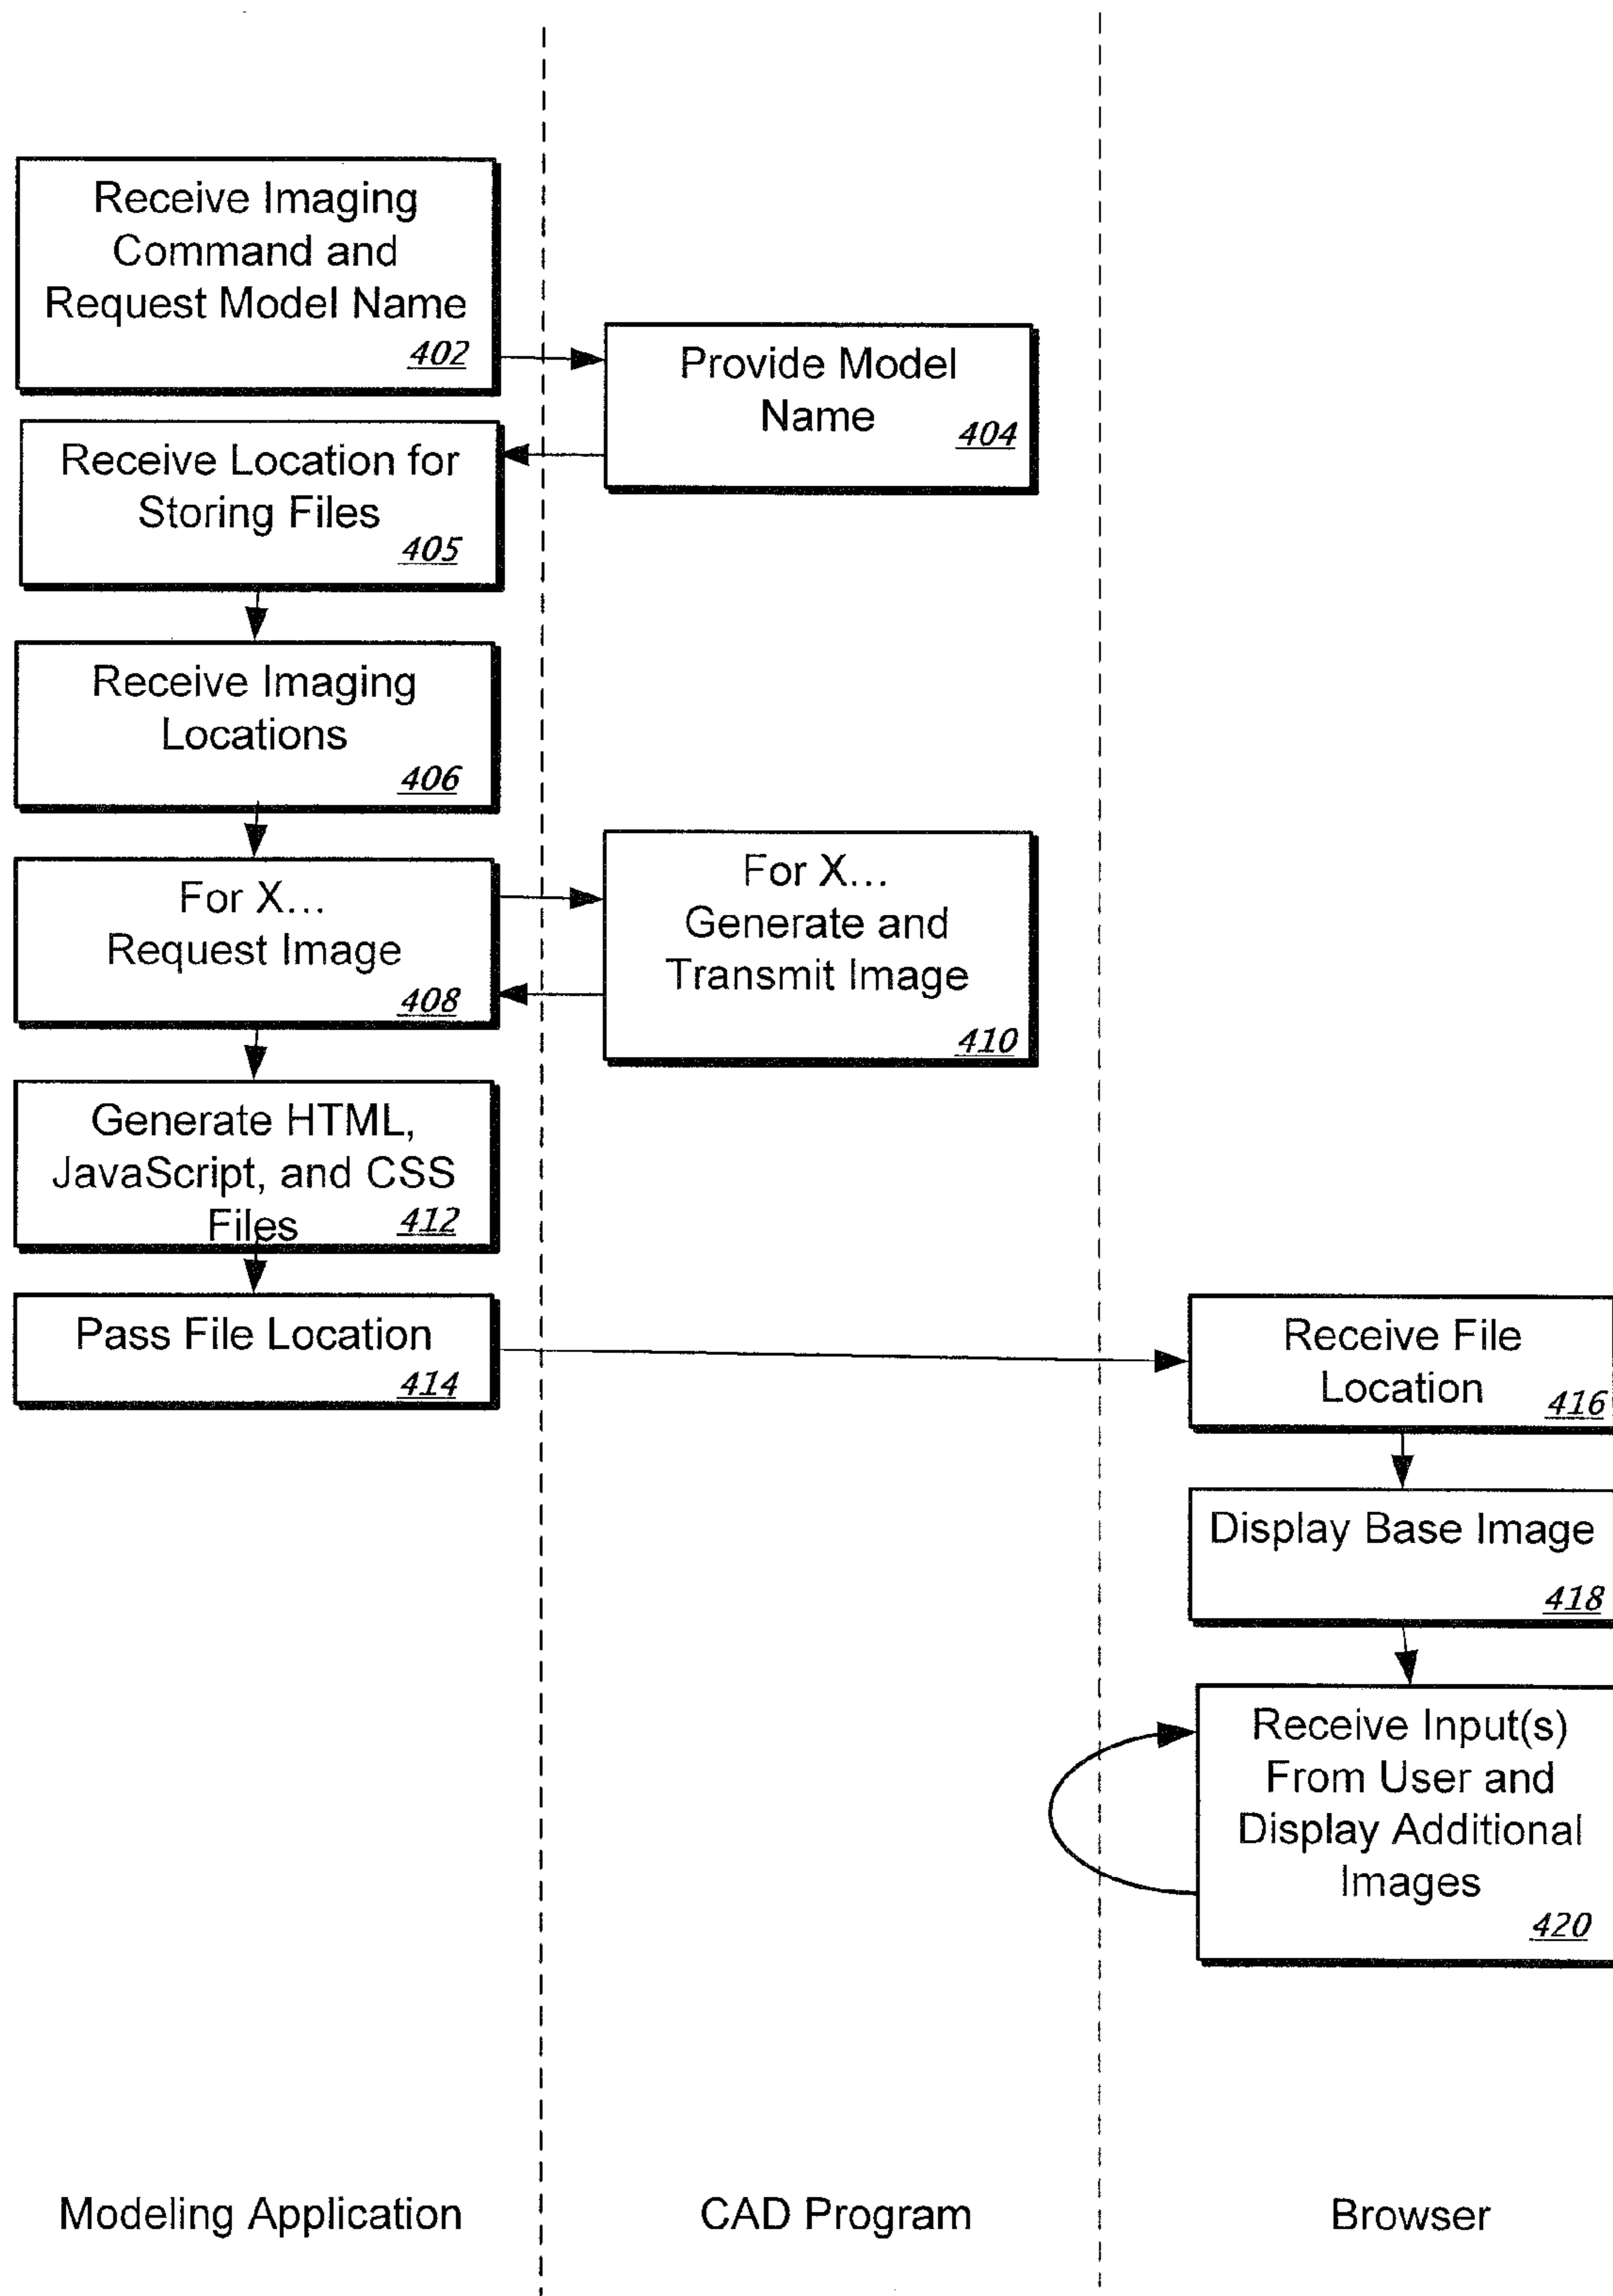 Receive Imaging
Command and
Request Model Name
402
Provide Model
Name
404
Receive Location for
Storing Files
405
Receive Imaging
Locations
406
For X...
Request Image
408
For X...
Generate and
Transmit Image
410
Generate HTML,
JavaScript, and CSS
Files
412
Pass File Location
414
Receive File
Location
416
Display Base Image
418
Receive Input(s)
From User and
Display Additional
Images
420
Modeling Application
CAD Program
Browser